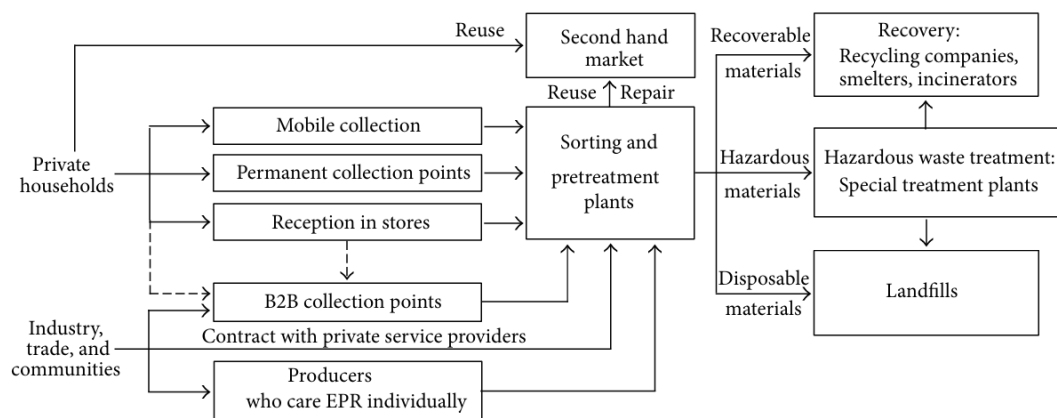 Reuse
Second hand
market
Recoverable
materials
Recovery:
Recycling companies,
smelters, incinerators
Reuse
Repair
Private
households
Mobile collection
Permanent collection points
Reception in stores
Sorting and
pretreatment
plants
Hazardous
materials
Hazardous waste treatment:
Special treatment plants
B2B collection points
Disposable
materials
Landfills
Industry,
trade, and
communities
Contract with private service providers
Producers
who care EPR individually